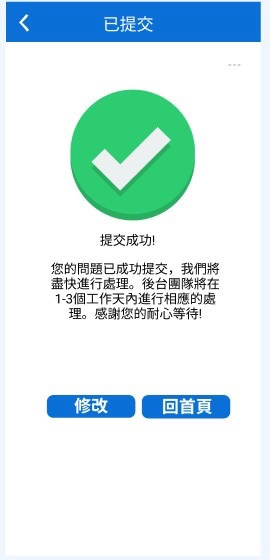 已提交
...
提交成功!
您的問題已成功提交，我們將
盡快進行處理。後台團隊將在
1-3個工作天內進行相應的處
理。感謝您的耐心等待!
修改
回首頁